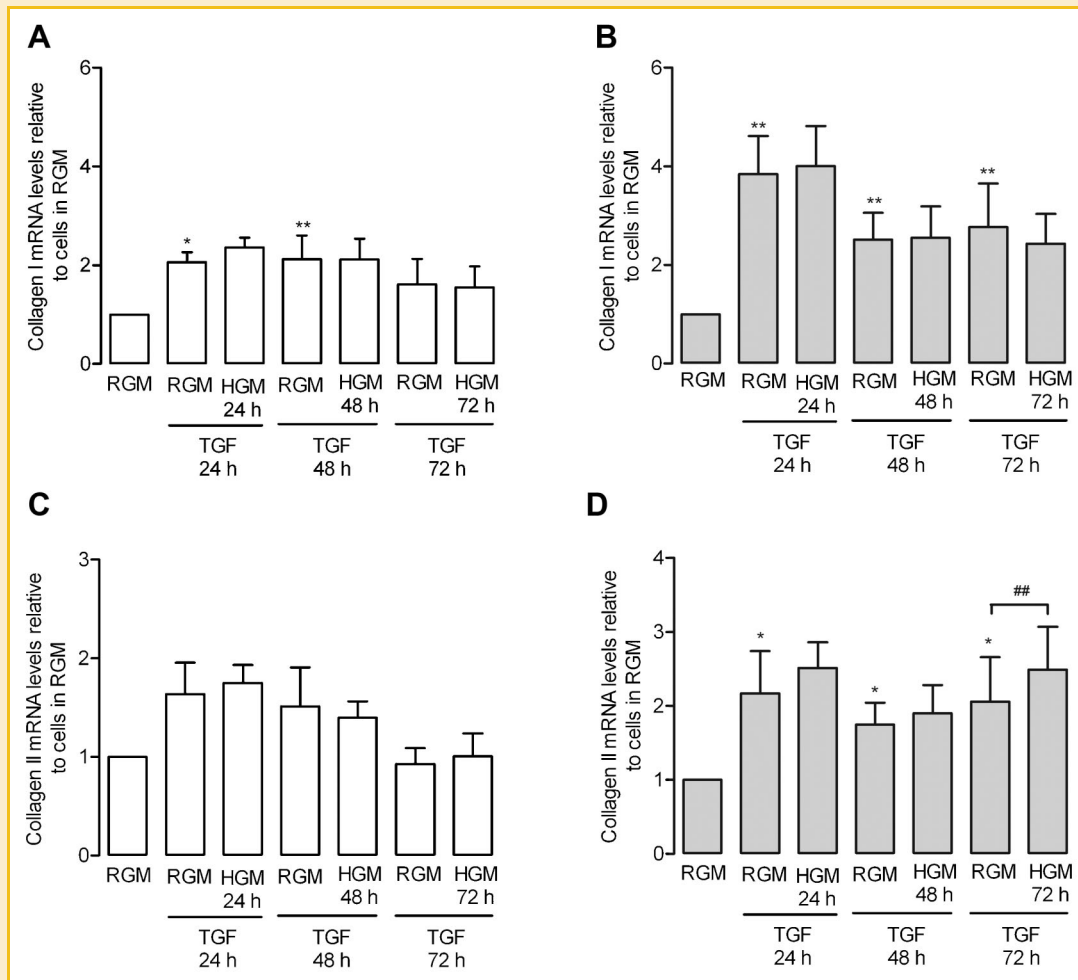 A
Collagen I mRNA levels relative
to cells in RGM
6
4
2
0
*
**
RGM RGM HGM RGM HGM RGM HGM
24 h 48 h 72 h
TGF TGF TGF
24 h 48 h 72 h
B
Collagen I mRNA levels relative
to cells in RGM
6
4
2
0
**
**
**
RGM RGM HGM RGM HGM RGM HGM
24 h 48 h 72 h
TGF TGF TGF
24 h 48 h 72 h
C
Collagen II mRNA levels relative
to cells in RGM
3
2
1
0
RGM RGM HGM RGM HGM RGM HGM
24 h 48 h 72 h
TGF TGF TGF
24 h 48 h 72 h
D
Collagen II mRNA levels relative
to cells in RGM
4
3
2
1
0
*
*
*
##
RGM RGM HGM RGM HGM RGM HGM
24 h 48 h 72 h
TGF TGF TGF
24 h 48 h 72 h